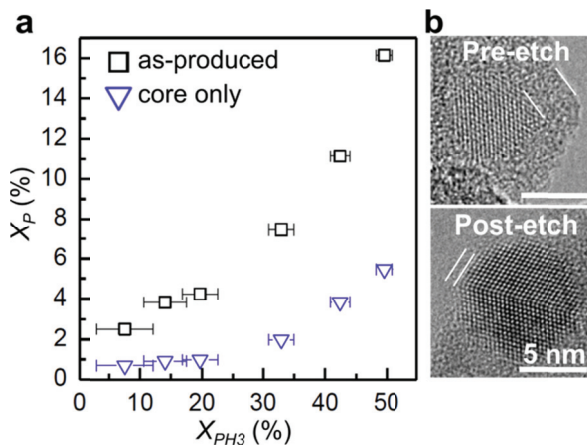 a
as-produced
core only
X_P (%)
16
14
12
10
8
6
4
2
0
0 10 20 30 40 50
X_PH3 (%)
b
Pre-etch
Post-etch
5 nm